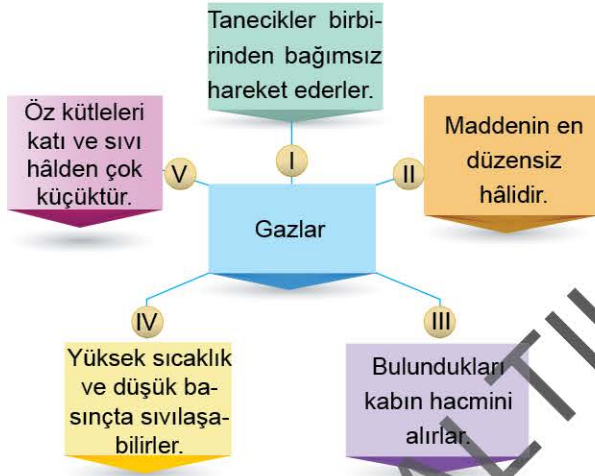 Tanecikler birbi-
rinden bağımsız
hareket ederler.
I
Öz kütleleri
katı ve sıvı
hâlden çok
küçüktür.
V
II
Maddenin en
düzensiz
hâlidir.
Gazlar
IV
III
Yüksek sıcaklık
ve düşük ba-
sınçta sıvılaşa-
bilirler.
Bulundukları
kabın hacmini
alırlar.
ALTI